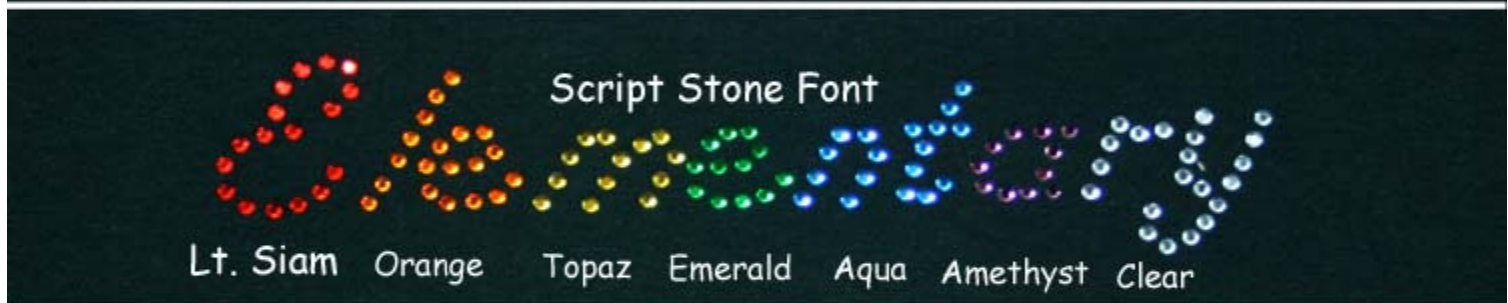 Script Stone Font
Elementary
Lt. Siam Orange Topaz Emerald Aqua Amethyst Clear